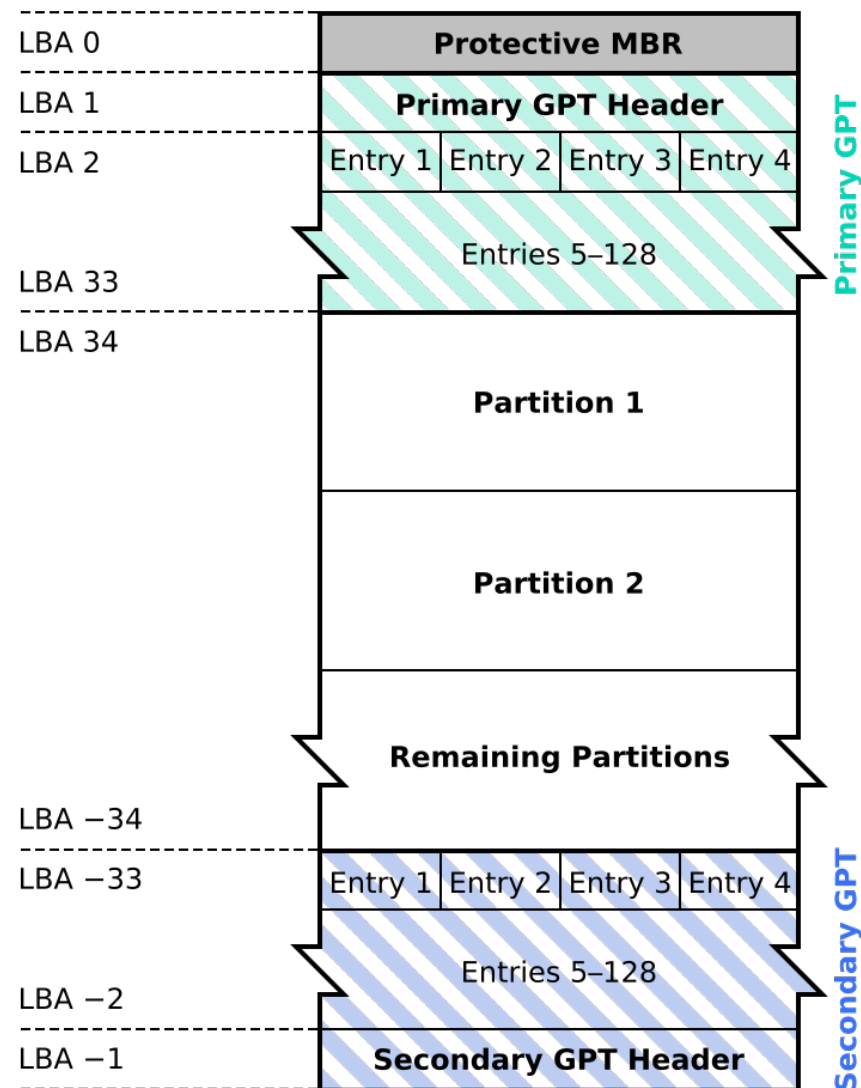 LBA 0
Protective MBR
LBA 1
Primary GPT Header
LBA 2
Entry 1 Entry 2 Entry 3 Entry 4
Entries 5–128
LBA 33
Primary GPT
LBA 34
Partition 1
Partition 2
Remaining Partitions
LBA −34
LBA −33
Entry 1 Entry 2 Entry 3 Entry 4
Entries 5–128
LBA −2
LBA −1
Secondary GPT Header
Secondary GPT